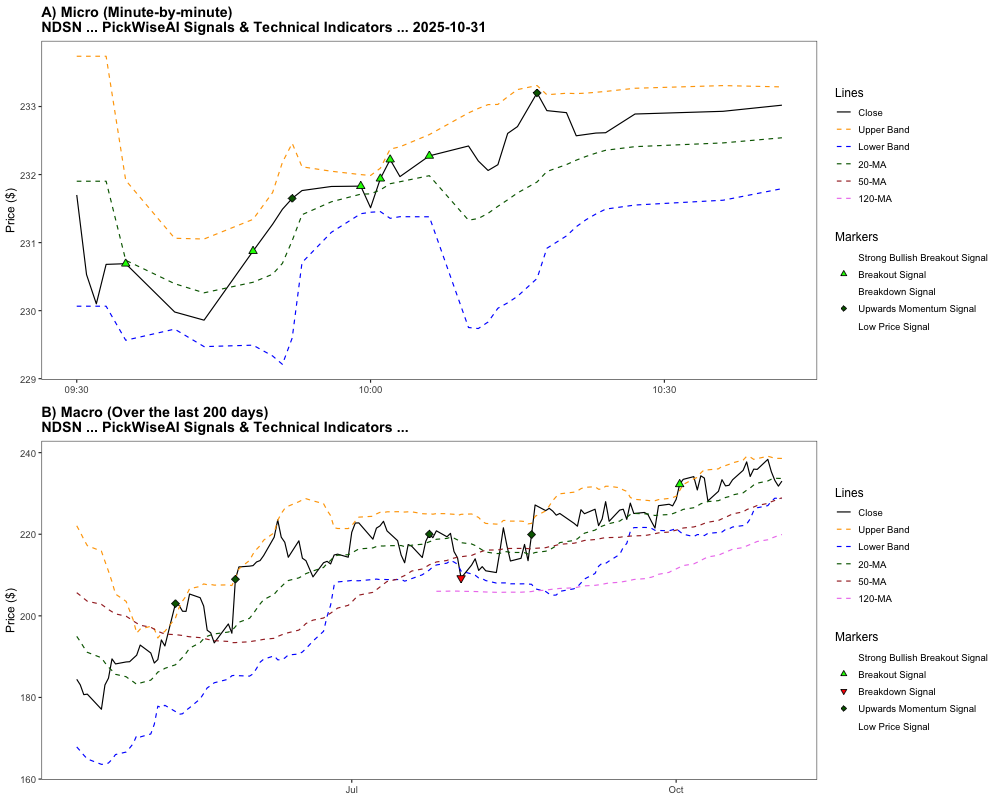 A) Micro (Minute-by-minute)
NDSN ... PickWiseAI Signals & Technical Indicators ... 2025-10-31
Price ($)
233
232
231
230
229
09:30
10:00
10:30
Lines
Close
Upper Band
Lower Band
20-MA
50-MA
120-MA
Markers
Strong Bullish Breakout Signal
Breakout Signal
Breakdown Signal
Upwards Momentum Signal
Low Price Signal
B) Macro (Over the last 200 days)
NDSN ... PickWiseAI Signals & Technical Indicators ...
Price ($)
240
220
200
180
160
Jul
Oct
Lines
Close
Upper Band
Lower Band
20-MA
50-MA
120-MA
Markers
Strong Bullish Breakout Signal
Breakout Signal
Breakdown Signal
Upwards Momentum Signal
Low Price Signal